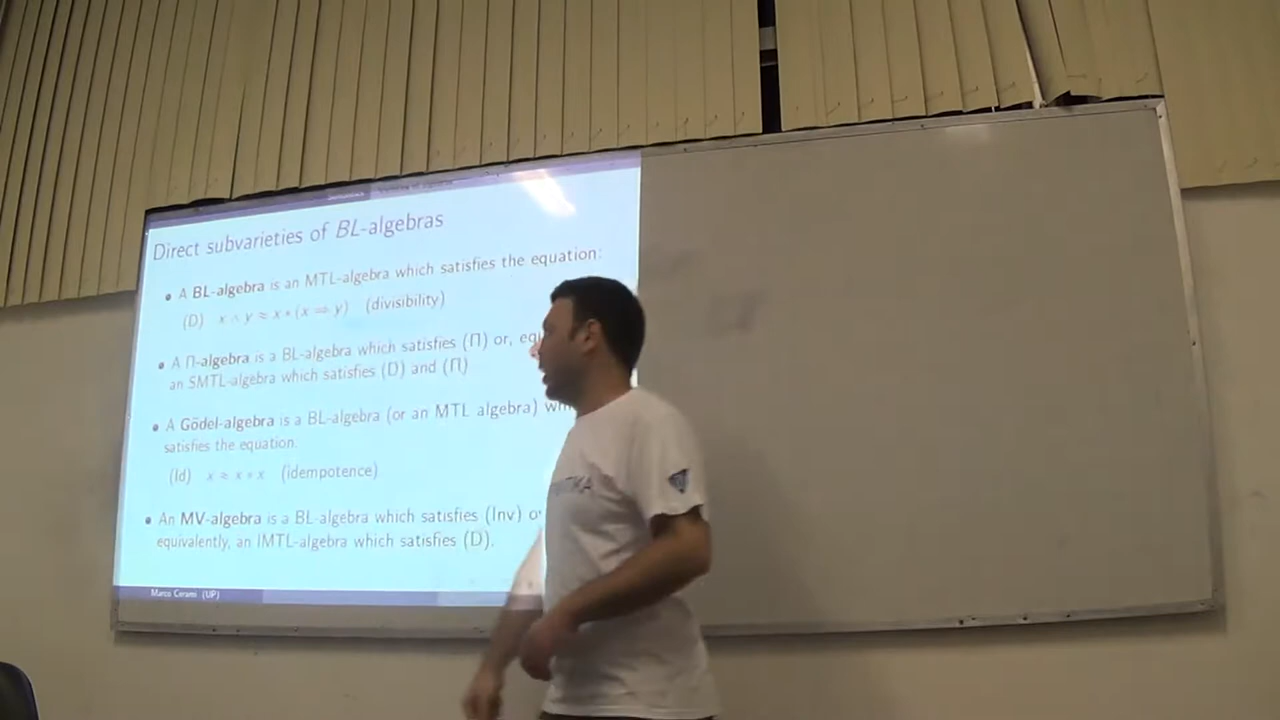 Direct subvarieties of BL-algebras
• A BL-algebra is an MTL-algebra which satisfies the equation:
(D) x ∧ y ≈ x * (x ⇒ y) (divisibility)
• A Π-algebra is a BL-algebra which satisfies (Π) or,
an SMTL-algebra which satisfies (D) and (Π)
• A Gödel-algebra is a BL-algebra (or an MTL algebra)
satisfies the equation.
(Id) x ≈ x * x (idempotence)
• An MV-algebra is a BL-algebra which satisfies (Inv)
equivalently, an IMTL-algebra which satisfies (D).
Marco Cerami (UP)